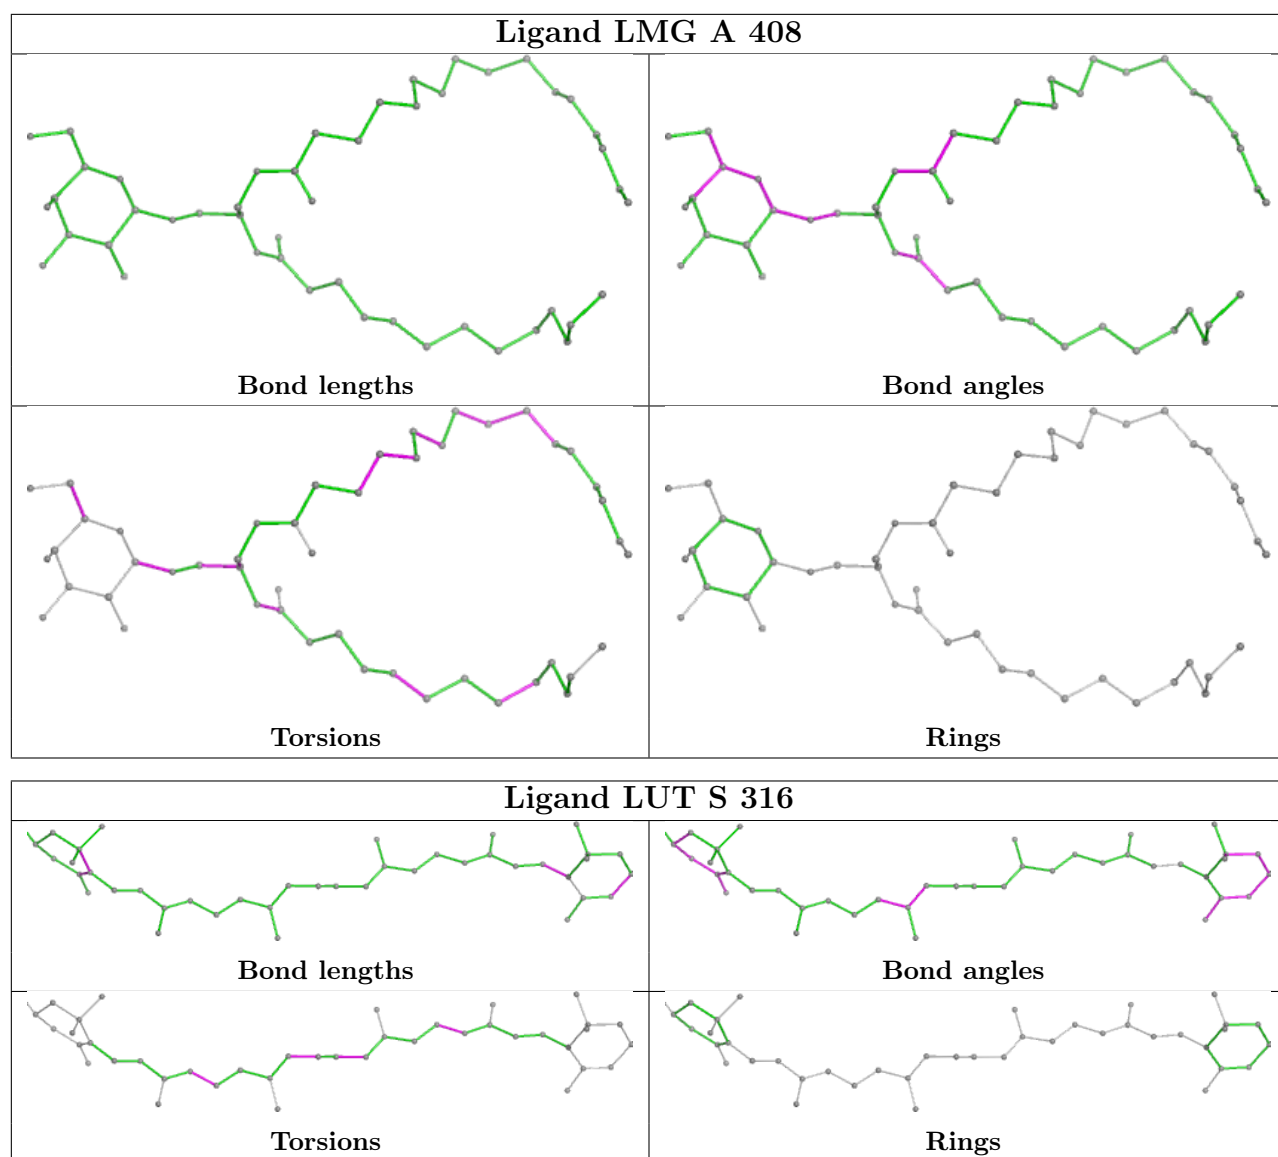 Ligand LMG A 408
Bond lengths
Bond angles
Torsions
Rings
Ligand LUT S 316
Bond lengths
Bond angles
Torsions
Rings